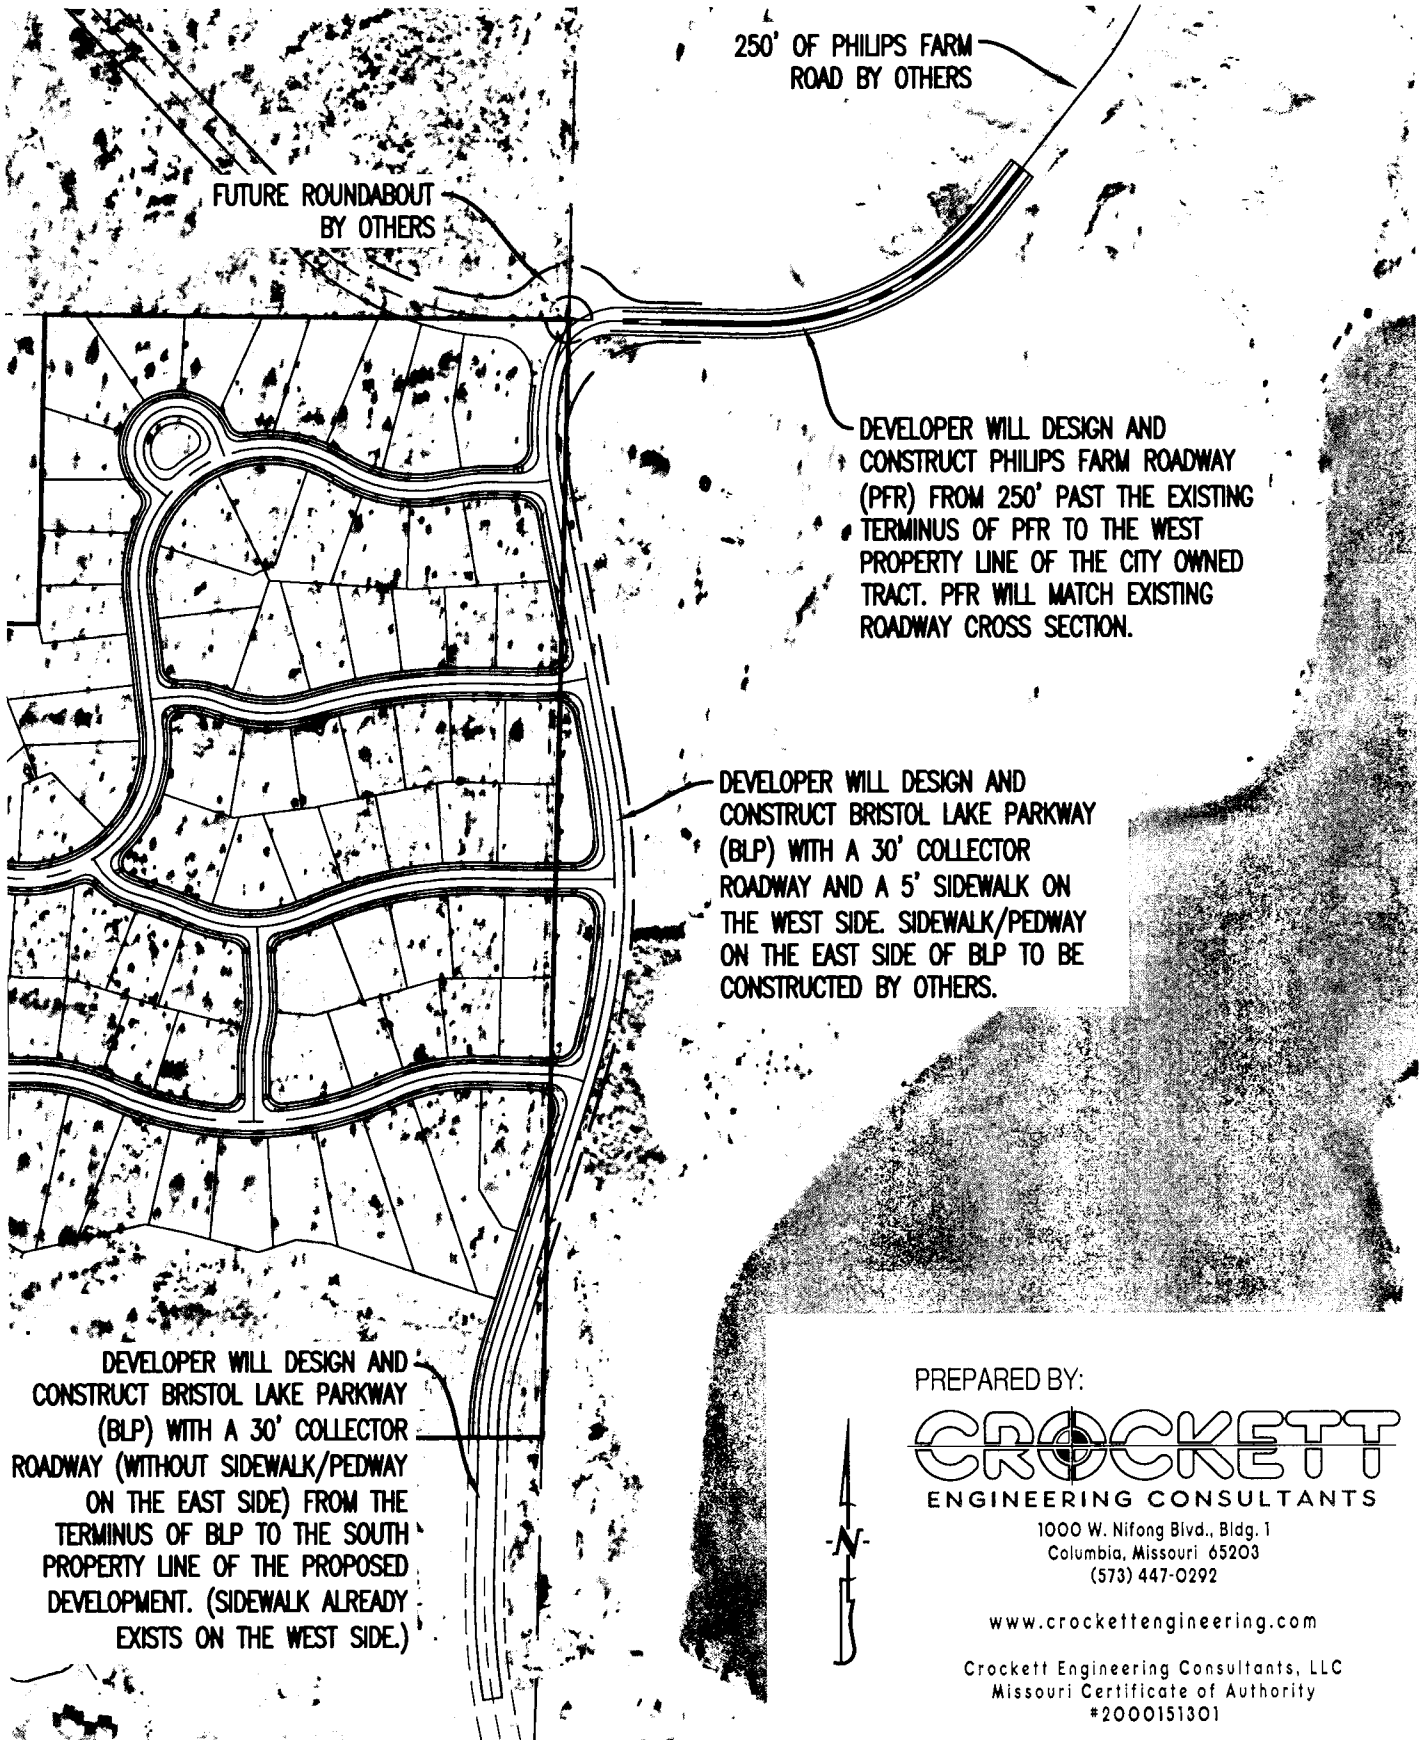 250' OF PHILIPS FARM
ROAD BY OTHERS
FUTURE ROUNDABOUT
BY OTHERS
DEVELOPER WILL DESIGN AND
CONSTRUCT PHILIPS FARM ROADWAY
(PFR) FROM 250' PAST THE EXISTING
TERMINUS OF PFR TO THE WEST
PROPERTY LINE OF THE CITY OWNED
TRACT. PFR WILL MATCH EXISTING
ROADWAY CROSS SECTION.
DEVELOPER WILL DESIGN AND
CONSTRUCT BRISTOL LAKE PARKWAY
(BLP) WITH A 30' COLLECTOR
ROADWAY AND A 5' SIDEWALK ON
THE WEST SIDE. SIDEWALK/PEDWAY
ON THE EAST SIDE OF BLP TO BE
CONSTRUCTED BY OTHERS.
DEVELOPER WILL DESIGN AND
CONSTRUCT BRISTOL LAKE PARKWAY
(BLP) WITH A 30' COLLECTOR
ROADWAY (WITHOUT SIDEWALK/PEDWAY
ON THE EAST SIDE) FROM THE
TERMINUS OF BLP TO THE SOUTH
PROPERTY LINE OF THE PROPOSED
DEVELOPMENT. (SIDEWALK ALREADY
EXISTS ON THE WEST SIDE.)
N
PREPARED BY:
CROCKETT
ENGINEERING CONSULTANTS
1000 W. Nifong Blvd., Bldg. 1
Columbia, Missouri 65203
(573) 447-0292
www.crockettengineering.com
Crockett Engineering Consultants, LLC
Missouri Certificate of Authority
#2000151301